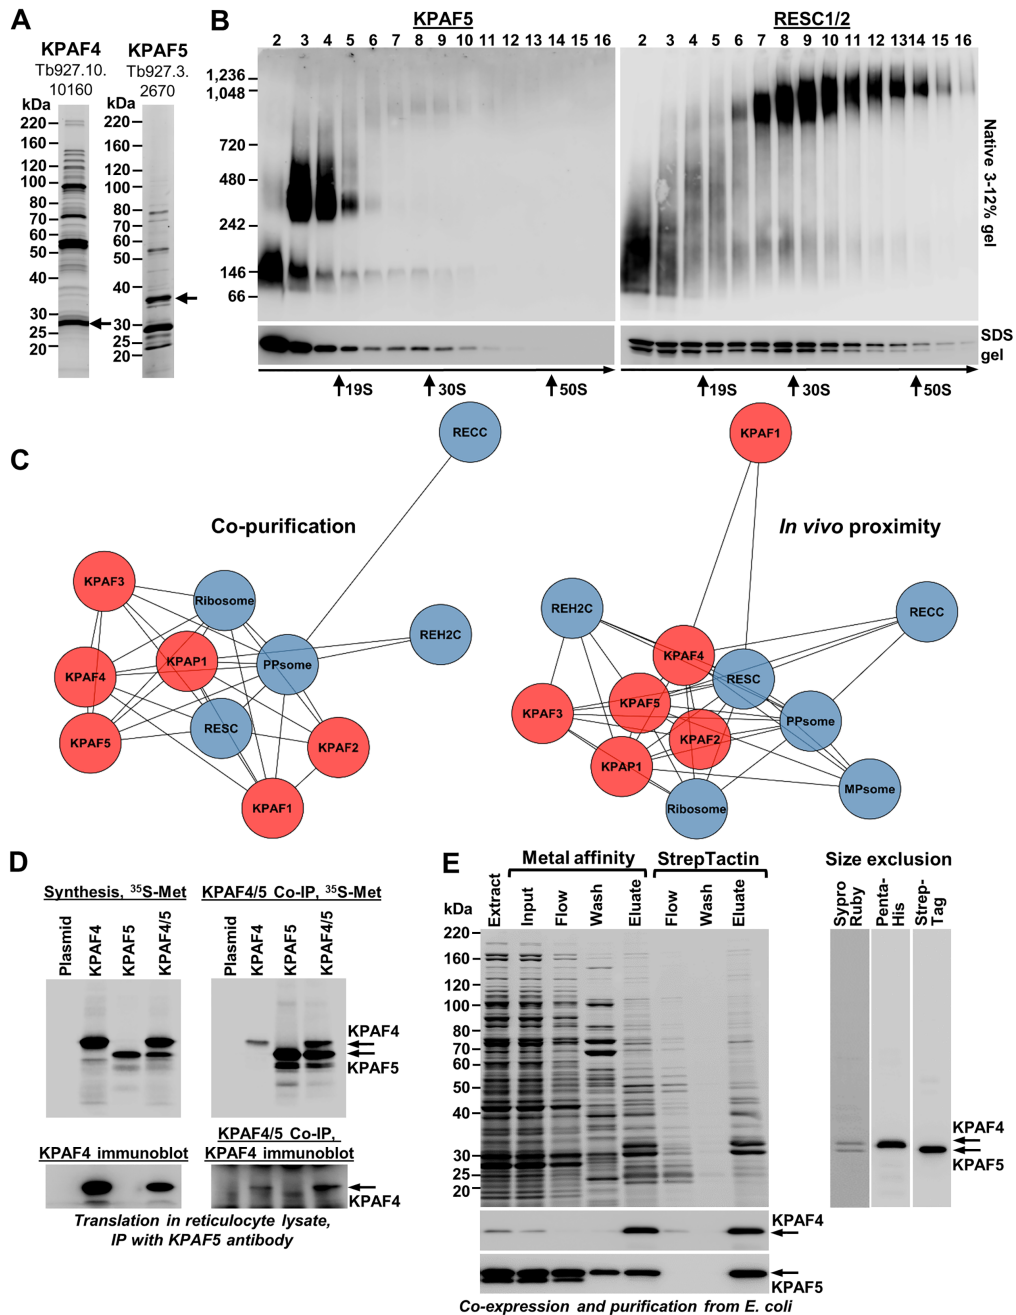 A
KPAF4
Tb927.10.
10160
KPAF5
Tb927.3.
2670
kDa
220
160
120
100
80
70
60
50
40
30
25
20
kDa
220
160
120
100
80
70
60
50
40
30
25
20
B
KPAF5
RESC1/2
2 3 4 5 6 7 8 9 10 11 12 13 14 15 16
2 3 4 5 6 7 8 9 10 11 12 13 14 15 16
1,236
1,048
720
480
242
146
66
Native 3-12% gel
SDS
gel
19S 30S 50S
19S 30S 50S
C
Co-purification
RECC
KPAF3
Ribosome
REH2C
KPAP1
PPsome
KPAF4
RESC
KPAF5
KPAF2
KPAF1
In vivo proximity
KPAF1
REH2C
RECC
KPAF4
RESC
KPAF5
KPAF3
PPsome
KPAF2
KPAP1
MPsome
Ribosome
D
Synthesis, ³⁵S-Met
KPAF4/5 Co-IP, ³⁵S-Met
Plasmid
KPAF4
KPAF5
KPAF4/5
Plasmid
KPAF4
KPAF5
KPAF4/5
KPAF4
KPAF5
KPAF4 immunoblot
KPAF4/5 Co-IP,
KPAF4 immunoblot
KPAF4
Translation in reticulocyte lysate,
IP with KPAF5 antibody
E
Metal affinity
StrepTactin
Size exclusion
kDa
Extract
Input
Flow
Wash
Eluate
Flow
Wash
Eluate
Sypro
Ruby
Penta-
His
Strep-
Tag
220
160
120
100
80
70
60
50
40
30
25
20
KPAF4
KPAF5
KPAF4
KPAF5
Co-expression and purification from E. coli